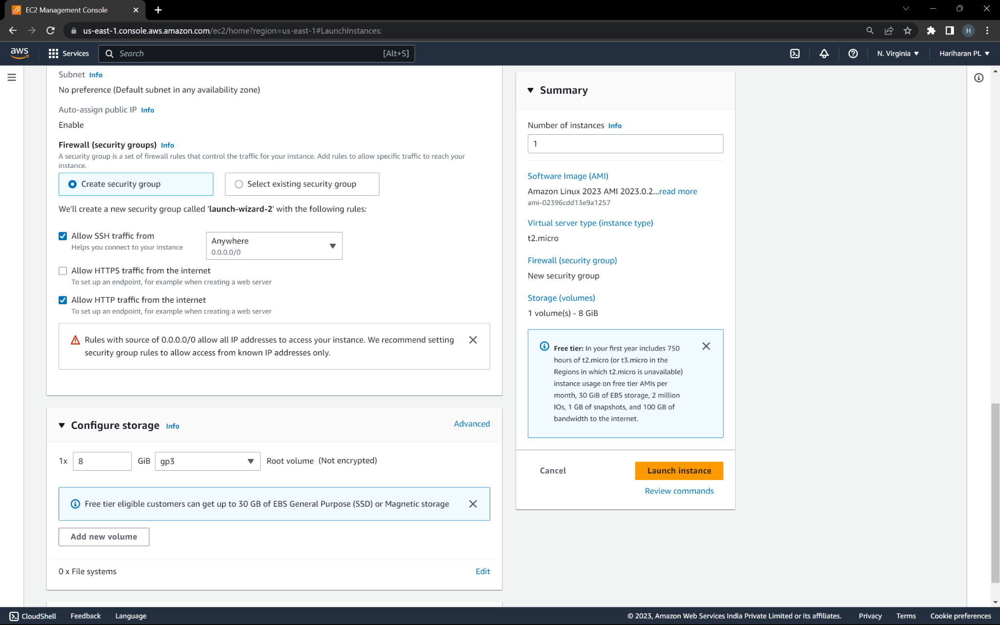 EC2 Management Console
us-east-1.console.aws.amazon.com/ec2/home?region=us-east-1#LaunchInstances:
H
aws
Services
Search
[Alt+S]
N. Virginia
Hariharan PL
Subnet Info
No preference (Default subnet in any availability zone)
Auto-assign public IP Info
Enable
Firewall (security groups) Info
A security group is a set of firewall rules that control the traffic for your instance. Add rules to allow specific traffic to reach your
instance.
Create security group
Select existing security group
We'll create a new security group called 'launch-wizard-2' with the following rules:
Allow SSH traffic from
Helps you connect to your instance
Anywhere
0.0.0.0/0
Allow HTTPS traffic from the internet
To set up an endpoint, for example when creating a web server
Allow HTTP traffic from the internet
To set up an endpoint, for example when creating a web server
Rules with source of 0.0.0.0/0 allow all IP addresses to access your instance. We recommend setting
security group rules to allow access from known IP addresses only.
Configure storage Info
Advanced
1x 8 GiB gp3 Root volume (Not encrypted)
Free tier eligible customers can get up to 30 GB of EBS General Purpose (SSD) or Magnetic storage
Add new volume
0 x File systems
Edit
Summary
Number of instances Info
1
Software Image (AMI)
Amazon Linux 2023 AMI 2023.0.2...read more
ami-02396cdd13e9a1257
Virtual server type (instance type)
t2.micro
Firewall (security group)
New security group
Storage (volumes)
1 volume(s) - 8 GiB
Free tier: In your first year includes 750
hours of t2.micro (or t3.micro in the
Regions in which t2.micro is unavailable)
instance usage on free tier AMIs per
month, 30 GiB of EBS storage, 2 million
IOs, 1 GB of snapshots, and 100 GB of
bandwidth to the internet.
Cancel
Launch instance
Review commands
CloudShell
Feedback
Language
© 2023, Amazon Web Services India Private Limited or its affiliates.
Privacy
Terms
Cookie preferences